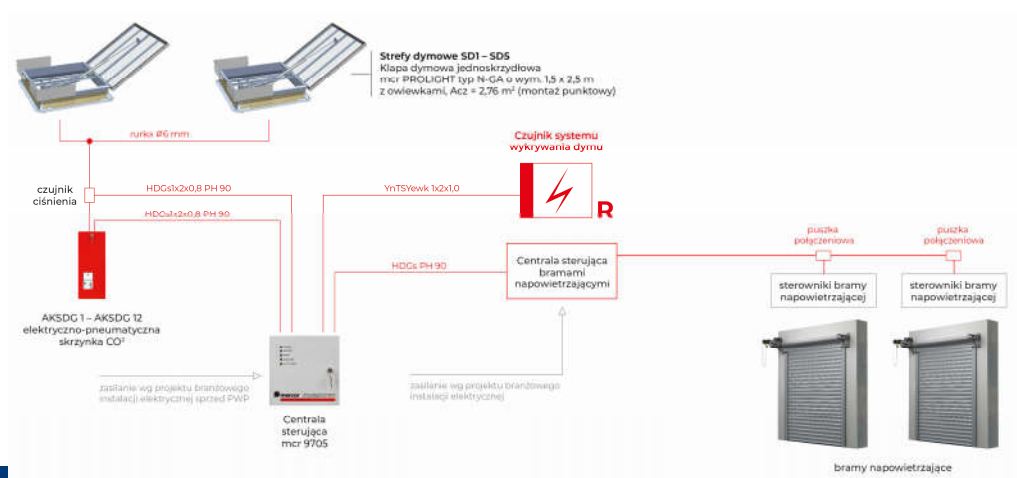 Strefy dymowe SD1 – SD5
Klapa dymowa jednoskrzydłowa
mcr PROLIGHT typ N-GA o wym. 1,5 x 2,5 m
z owiewkami, Acz = 2,76 m² (montaż punktowy)
rurka Ø6 mm
Czujnik systemu
wykrywania dymu
czujnik
ciśnienia
HDGs1x2x0,8 PH 90
YnTSYewk 1x2x1,0
R
HDGs1x2x0,8 PH 90
puszka
połączeniowa
puszka
połączeniowa
Centrala sterująca
bramami
napowietrzającymi
HDGs PH 90
sterowniki bramy
napowietrzającej
sterowniki bramy
napowietrzającej
AKSDG 1 – AKSDG 12
elektryczno-pneumatyczna
skrzynka CO²
zasilanie wg projektu branżowego
instalacji elektrycznej sprzed PWP
zasilanie wg projektu branżowego
instalacji elektrycznej
mercor
Centrala
sterująca
mcr 9705
bramy napowietrzające